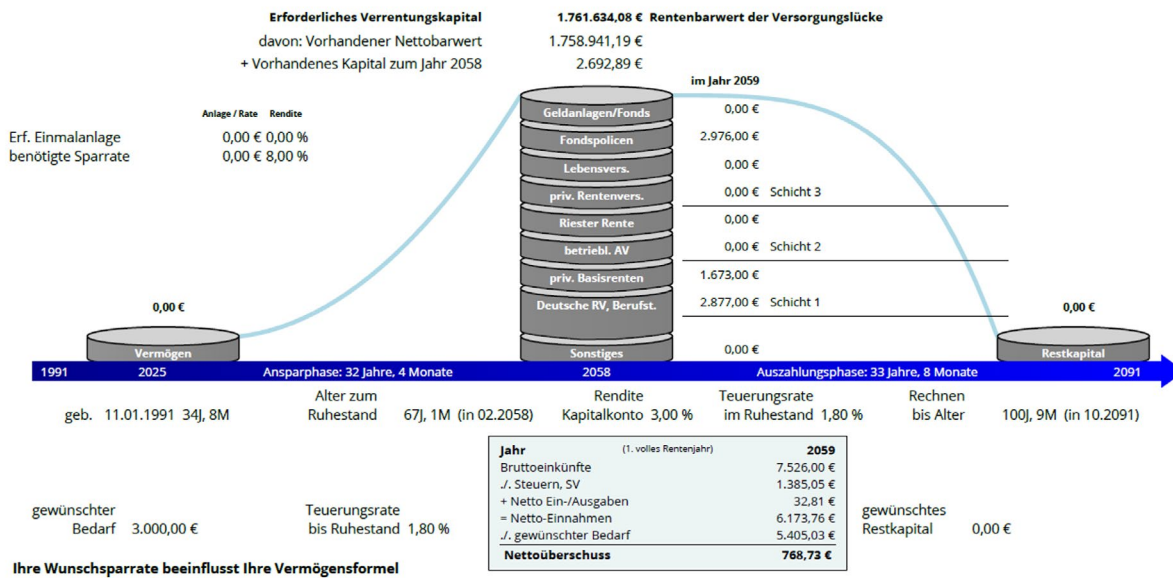 Erforderliches Verrentungskapital 1.761.634,08 € Rentenbarwert der Versorgungslücke
davon: Vorhandener Nettobarwert 1.758.941,19 €
+ Vorhandenes Kapital zum Jahr 2058 2.692,89 €
im Jahr 2059
Anlage / Rate Rendite
Erf. Einmalanlage 0,00 € 0,00 %
benötigte Sparrate 0,00 € 8,00 %
Geldanlagen/Fonds 0,00 €
Fondspolicen 2.976,00 €
Lebensvers. 0,00 €
priv. Rentenvers. 0,00 € Schicht 3
Riester Rente 0,00 €
betriebl. AV 0,00 € Schicht 2
priv. Basisrenten 1.673,00 €
Deutsche RV, Berufst. 2.877,00 € Schicht 1
Sonstiges 0,00 €
0,00 €
Vermögen
0,00 €
Restkapital
1991 2025 Ansparphase: 32 Jahre, 4 Monate 2058 Auszahlungsphase: 33 Jahre, 8 Monate 2091
geb. 11.01.1991 34J, 8M
Alter zum
Ruhestand 67J, 1M (in 02.2058)
Rendite
Kapitalkonto 3,00 %
Teuerungsrate
im Ruhestand 1,80 %
Rechnen
bis Alter 100J, 9M (in 10.2091)
gewünschter
Bedarf 3.000,00 €
Teuerungsrate
bis Ruhestand 1,80 %
Jahr (1. volles Rentenjahr) 2059
Bruttoeinkünfte 7.526,00 €
./. Steuern, SV 1.385,05 €
+ Netto Ein-/Ausgaben 32,81 €
= Netto-Einnahmen 6.173,76 €
./. gewünschter Bedarf 5.405,03 €
Nettoüberschuss 768,73 €
gewünschtes
Restkapital 0,00 €
Ihre Wunschsparrate beeinflusst Ihre Vermögensformel